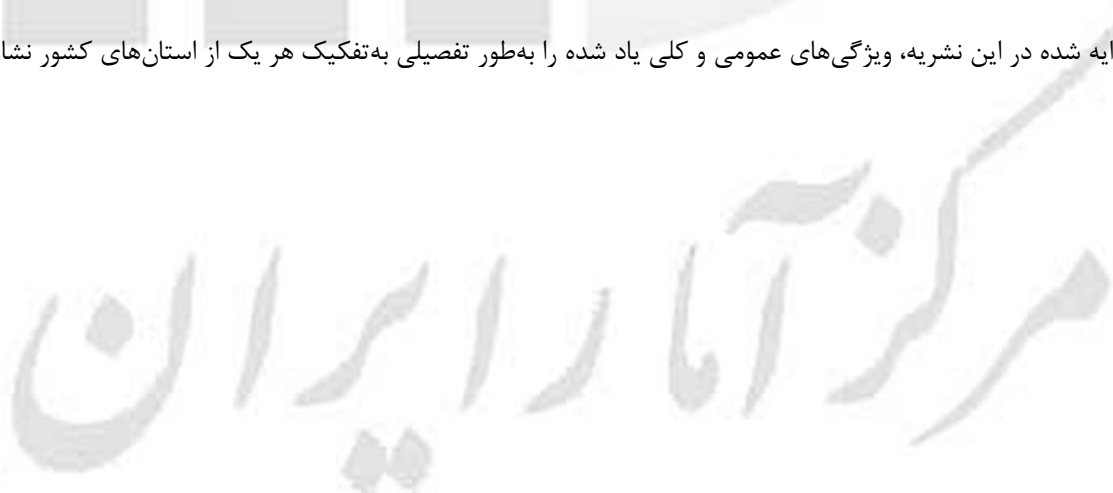 ایه شده در این نشریه، ویژگی‌های عمومی و کلی یاد شده را به‌طور تفصیلی به‌تفکیک هر یک از استان‌های کشور نشا
مرکز آمار ایران